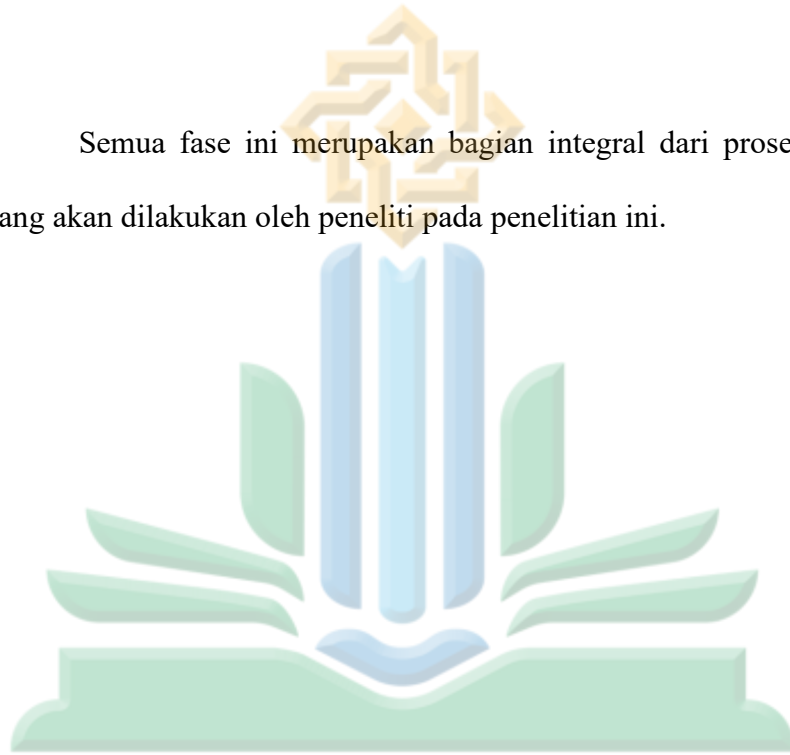 Semua fase ini merupakan bagian integral dari prose
ang akan dilakukan oleh peneliti pada penelitian ini.